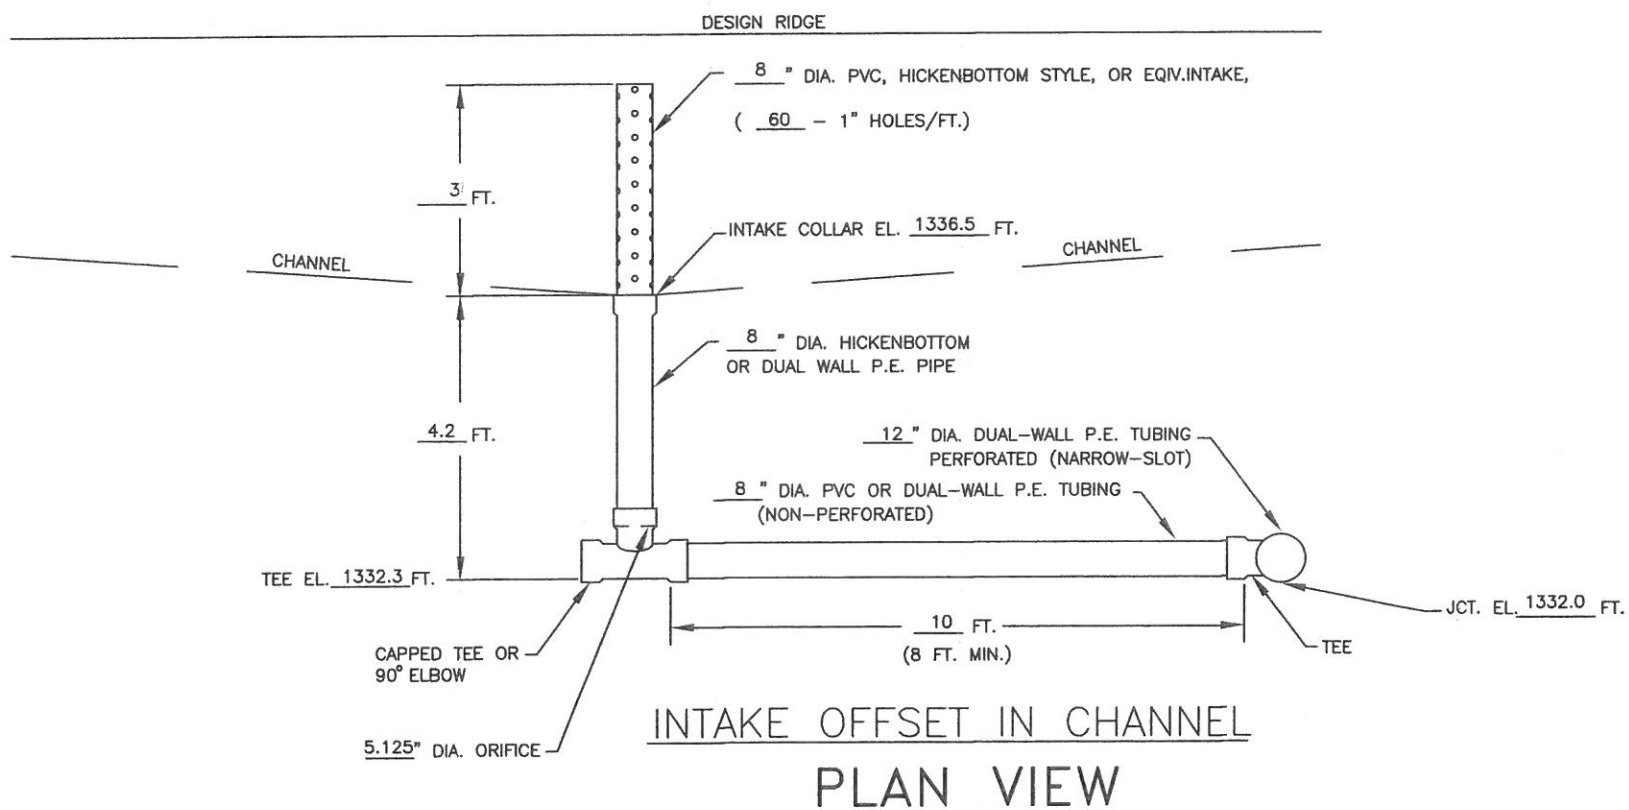 DESIGN RIDGE
8 " DIA. PVC, HICKENBOTTOM STYLE, OR EQIV.INTAKE,
( 60 - 1" HOLES/FT.)
3 FT.
INTAKE COLLAR EL. 1336.5 FT.
CHANNEL
CHANNEL
8 " DIA. HICKENBOTTOM
OR DUAL WALL P.E. PIPE
4.2 FT.
12 " DIA. DUAL-WALL P.E. TUBING
PERFORATED (NARROW-SLOT)
8 " DIA. PVC OR DUAL-WALL P.E. TUBING
(NON-PERFORATED)
TEE EL. 1332.3 FT.
JCT. EL. 1332.0 FT.
10 FT.
(8 FT. MIN.)
TEE
CAPPED TEE OR
90° ELBOW
5.125" DIA. ORIFICE
INTAKE OFFSET IN CHANNEL
PLAN VIEW